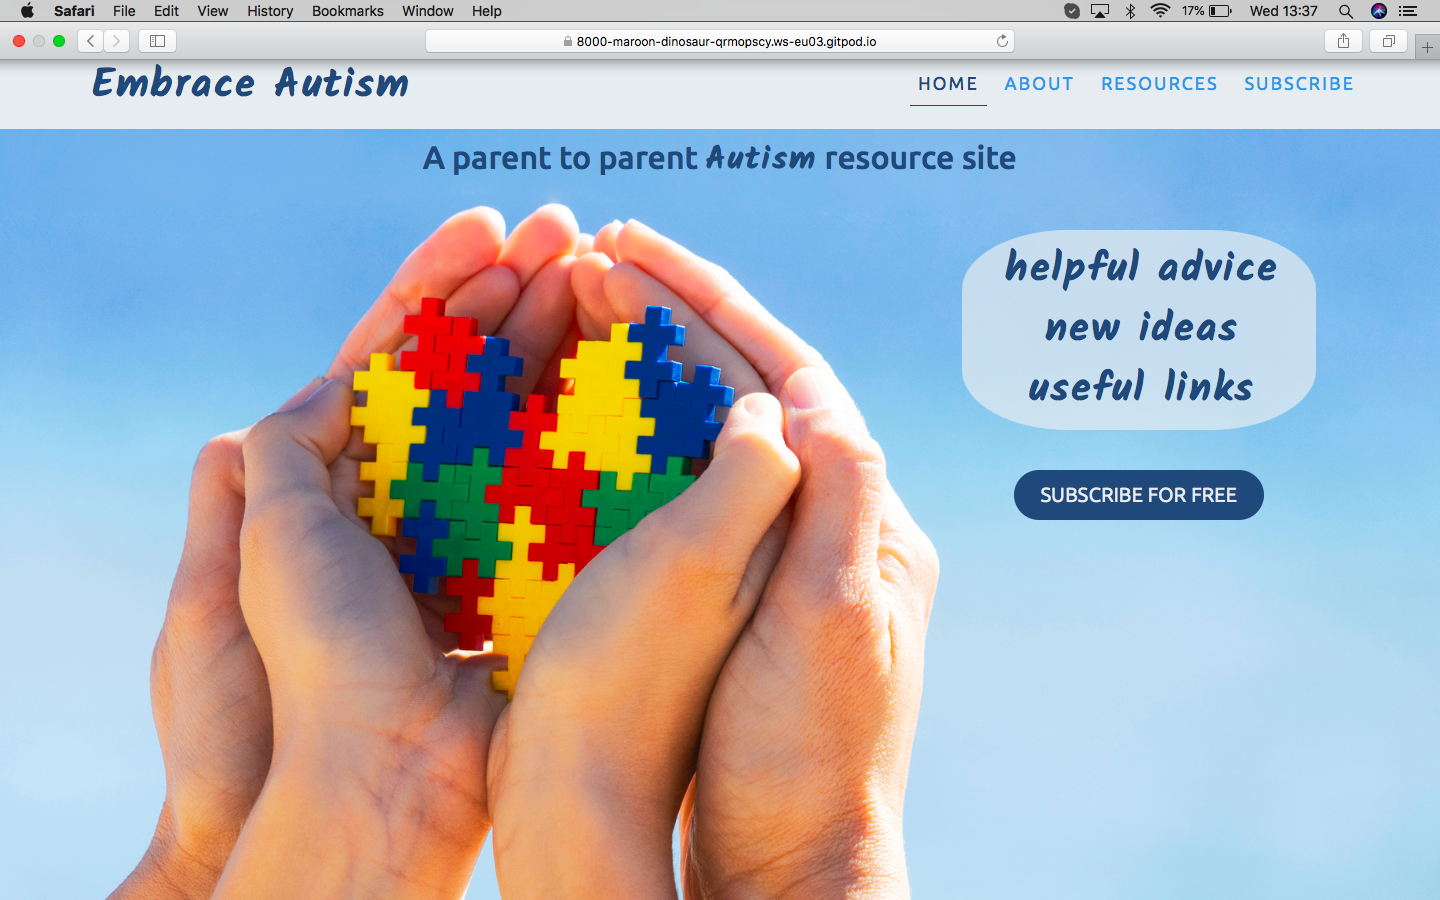 Safari File Edit View History Bookmarks Window Help 17% Wed 13:37
8000-maroon-dinosaur-qrmopscy.ws-eu03.gitpod.io
Embrace Autism HOME ABOUT RESOURCES SUBSCRIBE
A parent to parent Autism resource site
helpful advice
new ideas
useful links
SUBSCRIBE FOR FREE